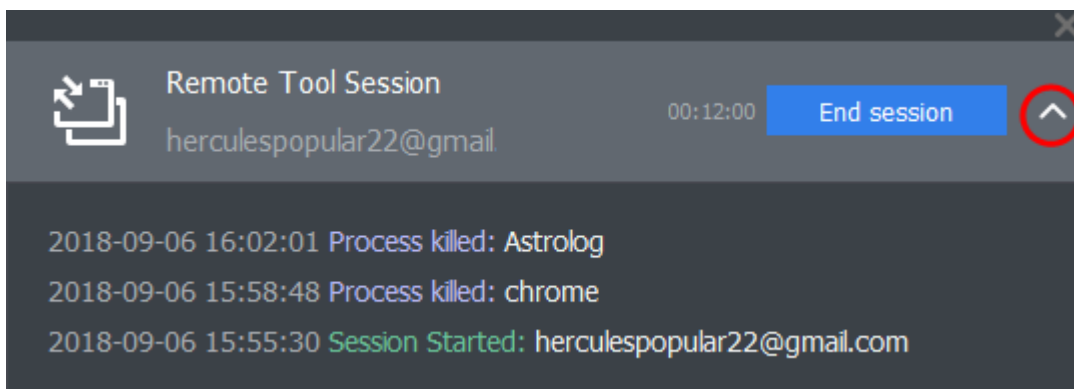 Remote Tool Session
herculespopular22@gmail.
00:12:00
End session
2018-09-06 16:02:01 Process killed: Astrolog
2018-09-06 15:58:48 Process killed: chrome
2018-09-06 15:55:30 Session Started: herculespopular22@gmail.com